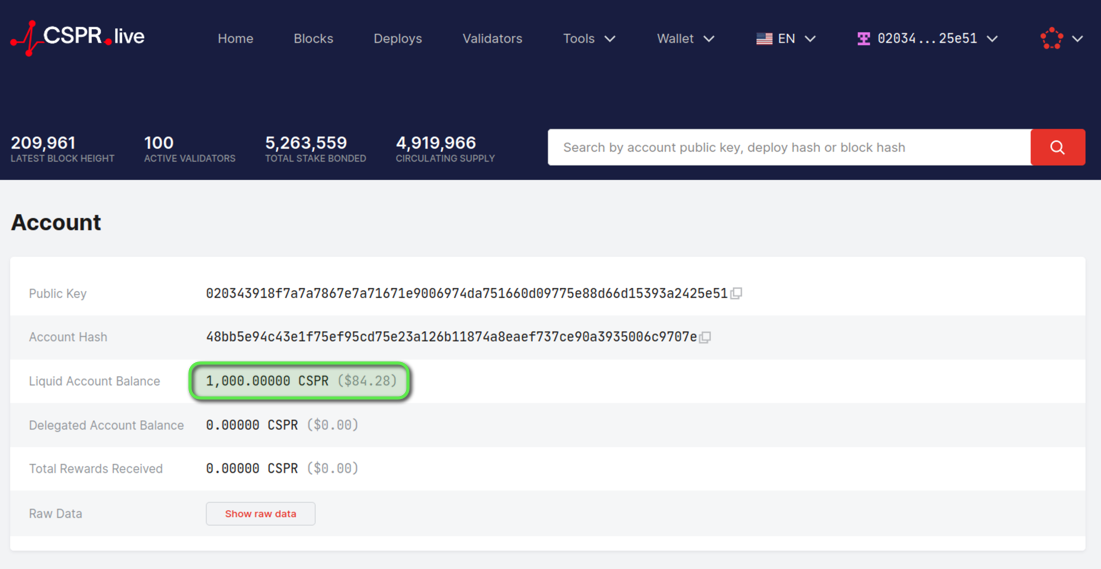 CSPR.live
Home Blocks Deploys Validators Tools Wallet EN 02034...25e51
209,961 100 5,263,559 4,919,966
LATEST BLOCK HEIGHT ACTIVE VALIDATORS TOTAL STAKE BONDED CIRCULATING SUPPLY
Search by account public key, deploy hash or block hash
Account
Public Key 020343918f7a7a7867e7a71671e9006974da751660d09775e88d66d15393a2425e51
Account Hash 48bb5e94c43e1f75ef95cd75e23a126b11874a8eaef737ce90a3935006c9707e
Liquid Account Balance 1,000.00000 CSPR ($84.28)
Delegated Account Balance 0.00000 CSPR ($0.00)
Total Rewards Received 0.00000 CSPR ($0.00)
Raw Data Show raw data